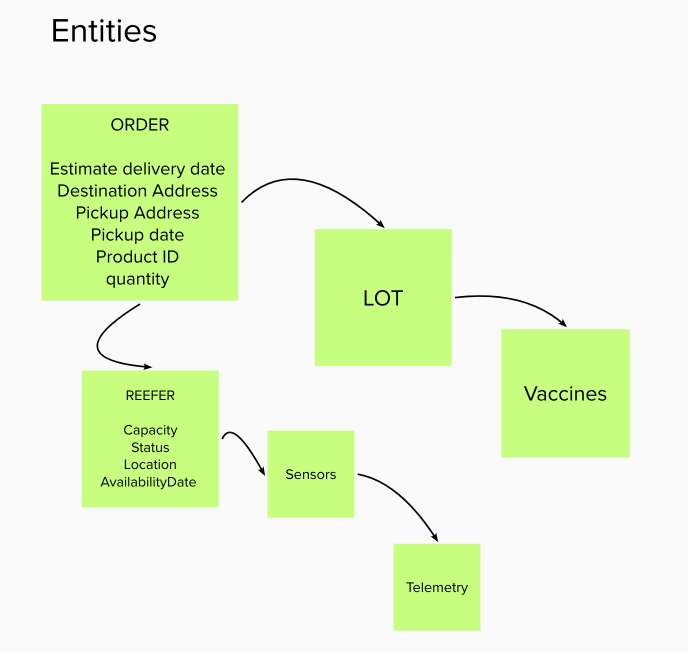 Entities
ORDER
Estimate delivery date
Destination Address
Pickup Address
Pickup date
Product ID
quantity
LOT
Vaccines
REEFER
Capacity
Status
Location
AvailabilityDate
Sensors
Telemetry